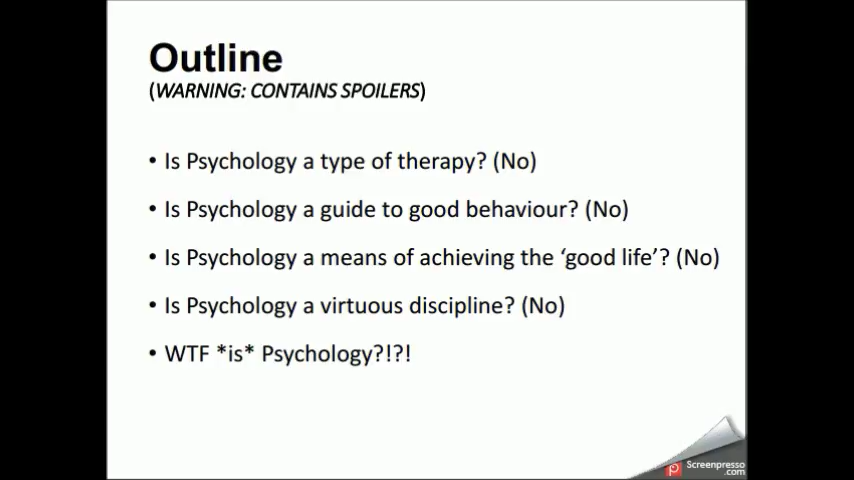 Outline
(WARNING: CONTAINS SPOILERS)
• Is Psychology a type of therapy? (No)
• Is Psychology a guide to good behaviour? (No)
• Is Psychology a means of achieving the ‘good life’? (No)
• Is Psychology a virtuous discipline? (No)
• WTF *is* Psychology?!?!
Screenpresso
.com